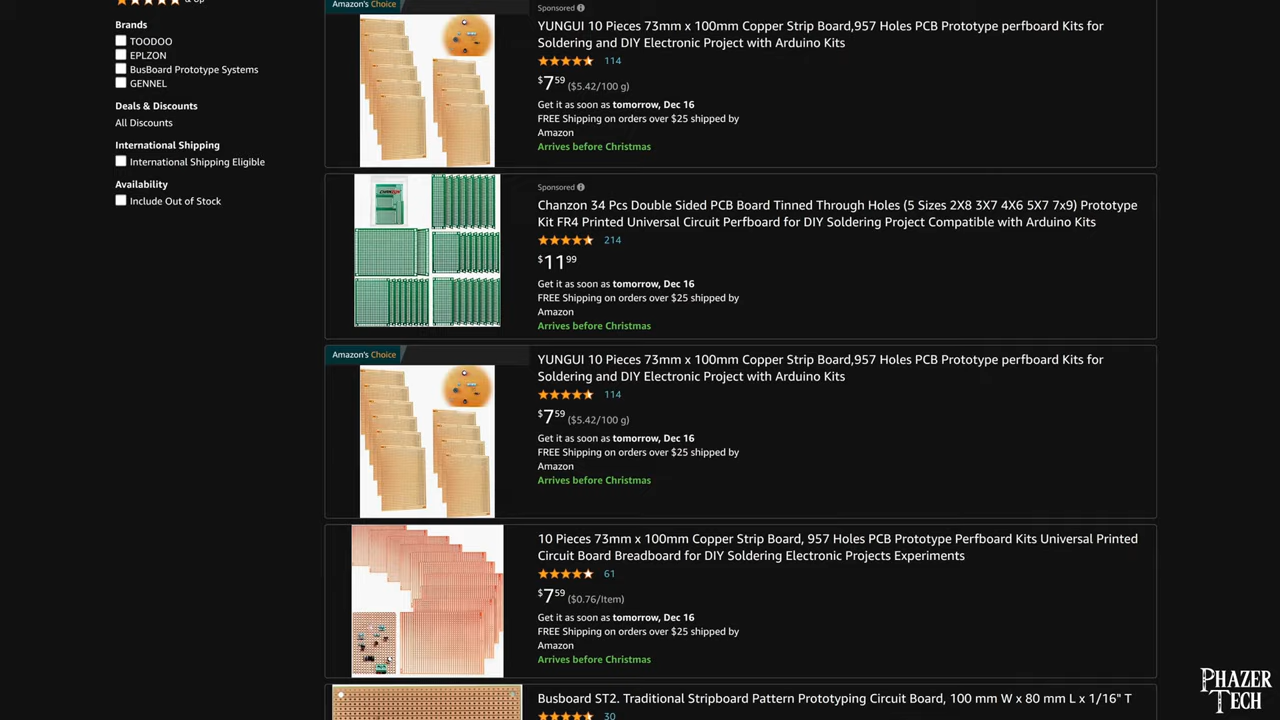 & Up
Brands
TOODOO
EPLZON
BusBoard Prototype Systems
GENNEL
Deals & Discounts
All Discounts
International Shipping
International Shipping Eligible
Availability
Include Out of Stock
Amazon's Choice
Sponsored
YUNGUI 10 Pieces 73mm x 100mm Copper Strip Board,957 Holes PCB Prototype perfboard Kits for
Soldering and DIY Electronic Project with Arduino Kits
114
$7 59 ($5.42/100 g)
Get it as soon as tomorrow, Dec 16
FREE Shipping on orders over $25 shipped by
Amazon
Arrives before Christmas
Sponsored
Chanzon 34 Pcs Double Sided PCB Board Tinned Through Holes (5 Sizes 2X8 3X7 4X6 5X7 7x9) Prototype
Kit FR4 Printed Universal Circuit Perfboard for DIY Soldering Project Compatible with Arduino Kits
214
$11 99
Get it as soon as tomorrow, Dec 16
FREE Shipping on orders over $25 shipped by
Amazon
Arrives before Christmas
Amazon's Choice
YUNGUI 10 Pieces 73mm x 100mm Copper Strip Board,957 Holes PCB Prototype perfboard Kits for
Soldering and DIY Electronic Project with Arduino Kits
114
$7 59 ($5.42/100 g)
Get it as soon as tomorrow, Dec 16
FREE Shipping on orders over $25 shipped by
Amazon
Arrives before Christmas
10 Pieces 73mm x 100mm Copper Strip Board, 957 Holes PCB Prototype Perfboard Kits Universal Printed
Circuit Board Breadboard for DIY Soldering Electronic Projects Experiments
61
$7 59 ($0.76/Item)
Get it as soon as tomorrow, Dec 16
FREE Shipping on orders over $25 shipped by
Amazon
Arrives before Christmas
Busboard ST2. Traditional Stripboard Pattern Prototyping Circuit Board, 100 mm W x 80 mm L x 1/16" T
30
PHAZER
TECH